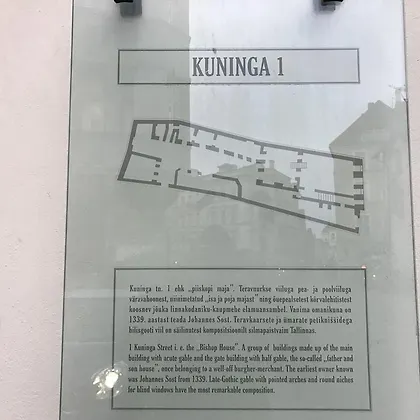 KUNINGA 1
Kuninga tn. 1 ehk „piiskopi maja". Teravnurkse viiluga pea- ja poolviiluga
väravahoonest, niinimetatud „isa ja poja majast" ning õuepealsetest kõrvalehitistest
koosnev jõuka linnakodaniku-kaupmehe elamuansambel. Vanima omanikuna on
1339. aastast teada Johannes Sost. Teravkaarsete ja ümarate petikniššidega
hilisgooti viil on säilinutest kompositsioonilt silmapaistvaim Tallinnas.
1 Kuninga Street i. e. the „Bishop House". A group of buildings made up of the main
building with acute gable and the gate building with half gable, the so-called „father and
son house", once belonging to a well-off burgher-merchant. The earliest owner known
was Johannes Sost from 1339. Late-Gothic gable with pointed arches and round niches
for blind windows have the most remarkable composition.